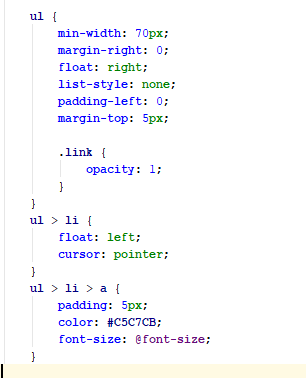 ul {
min-width: 70px;
margin-right: 0;
float: right;
list-style: none;
padding-left: 0;
margin-top: 5px;
.link {
opacity: 1;
}
}
ul > li {
float: left;
cursor: pointer;
}
ul > li > a {
padding: 5px;
color: #C5C7CB;
font-size: @font-size;
}